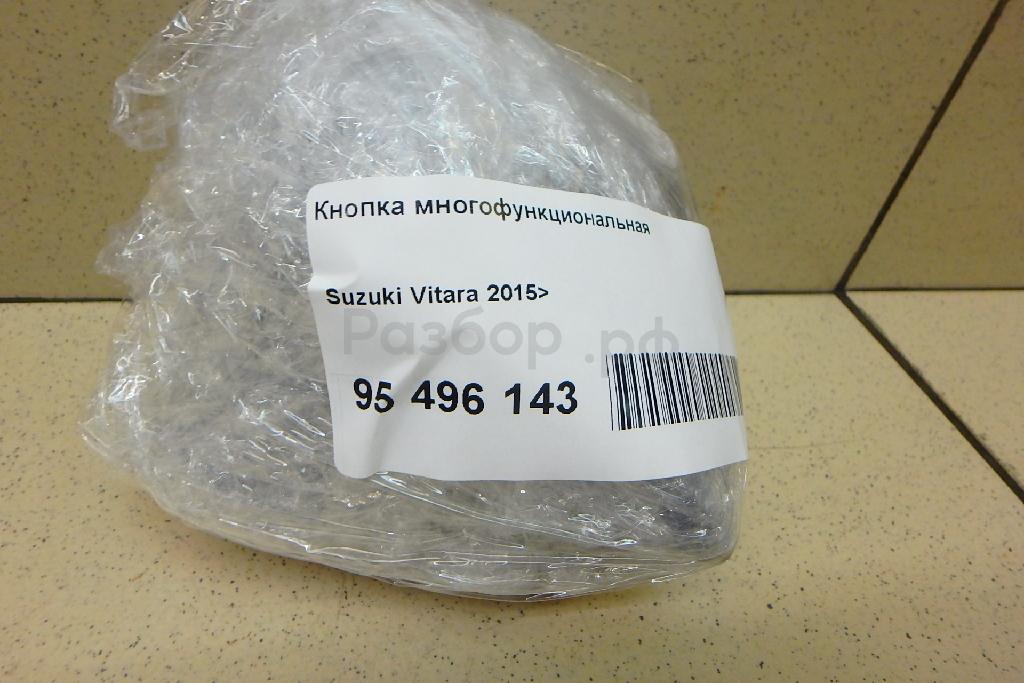 Кнопка многофункциональная
Suzuki Vitara 2015>
Разбор.рф
95 496 143